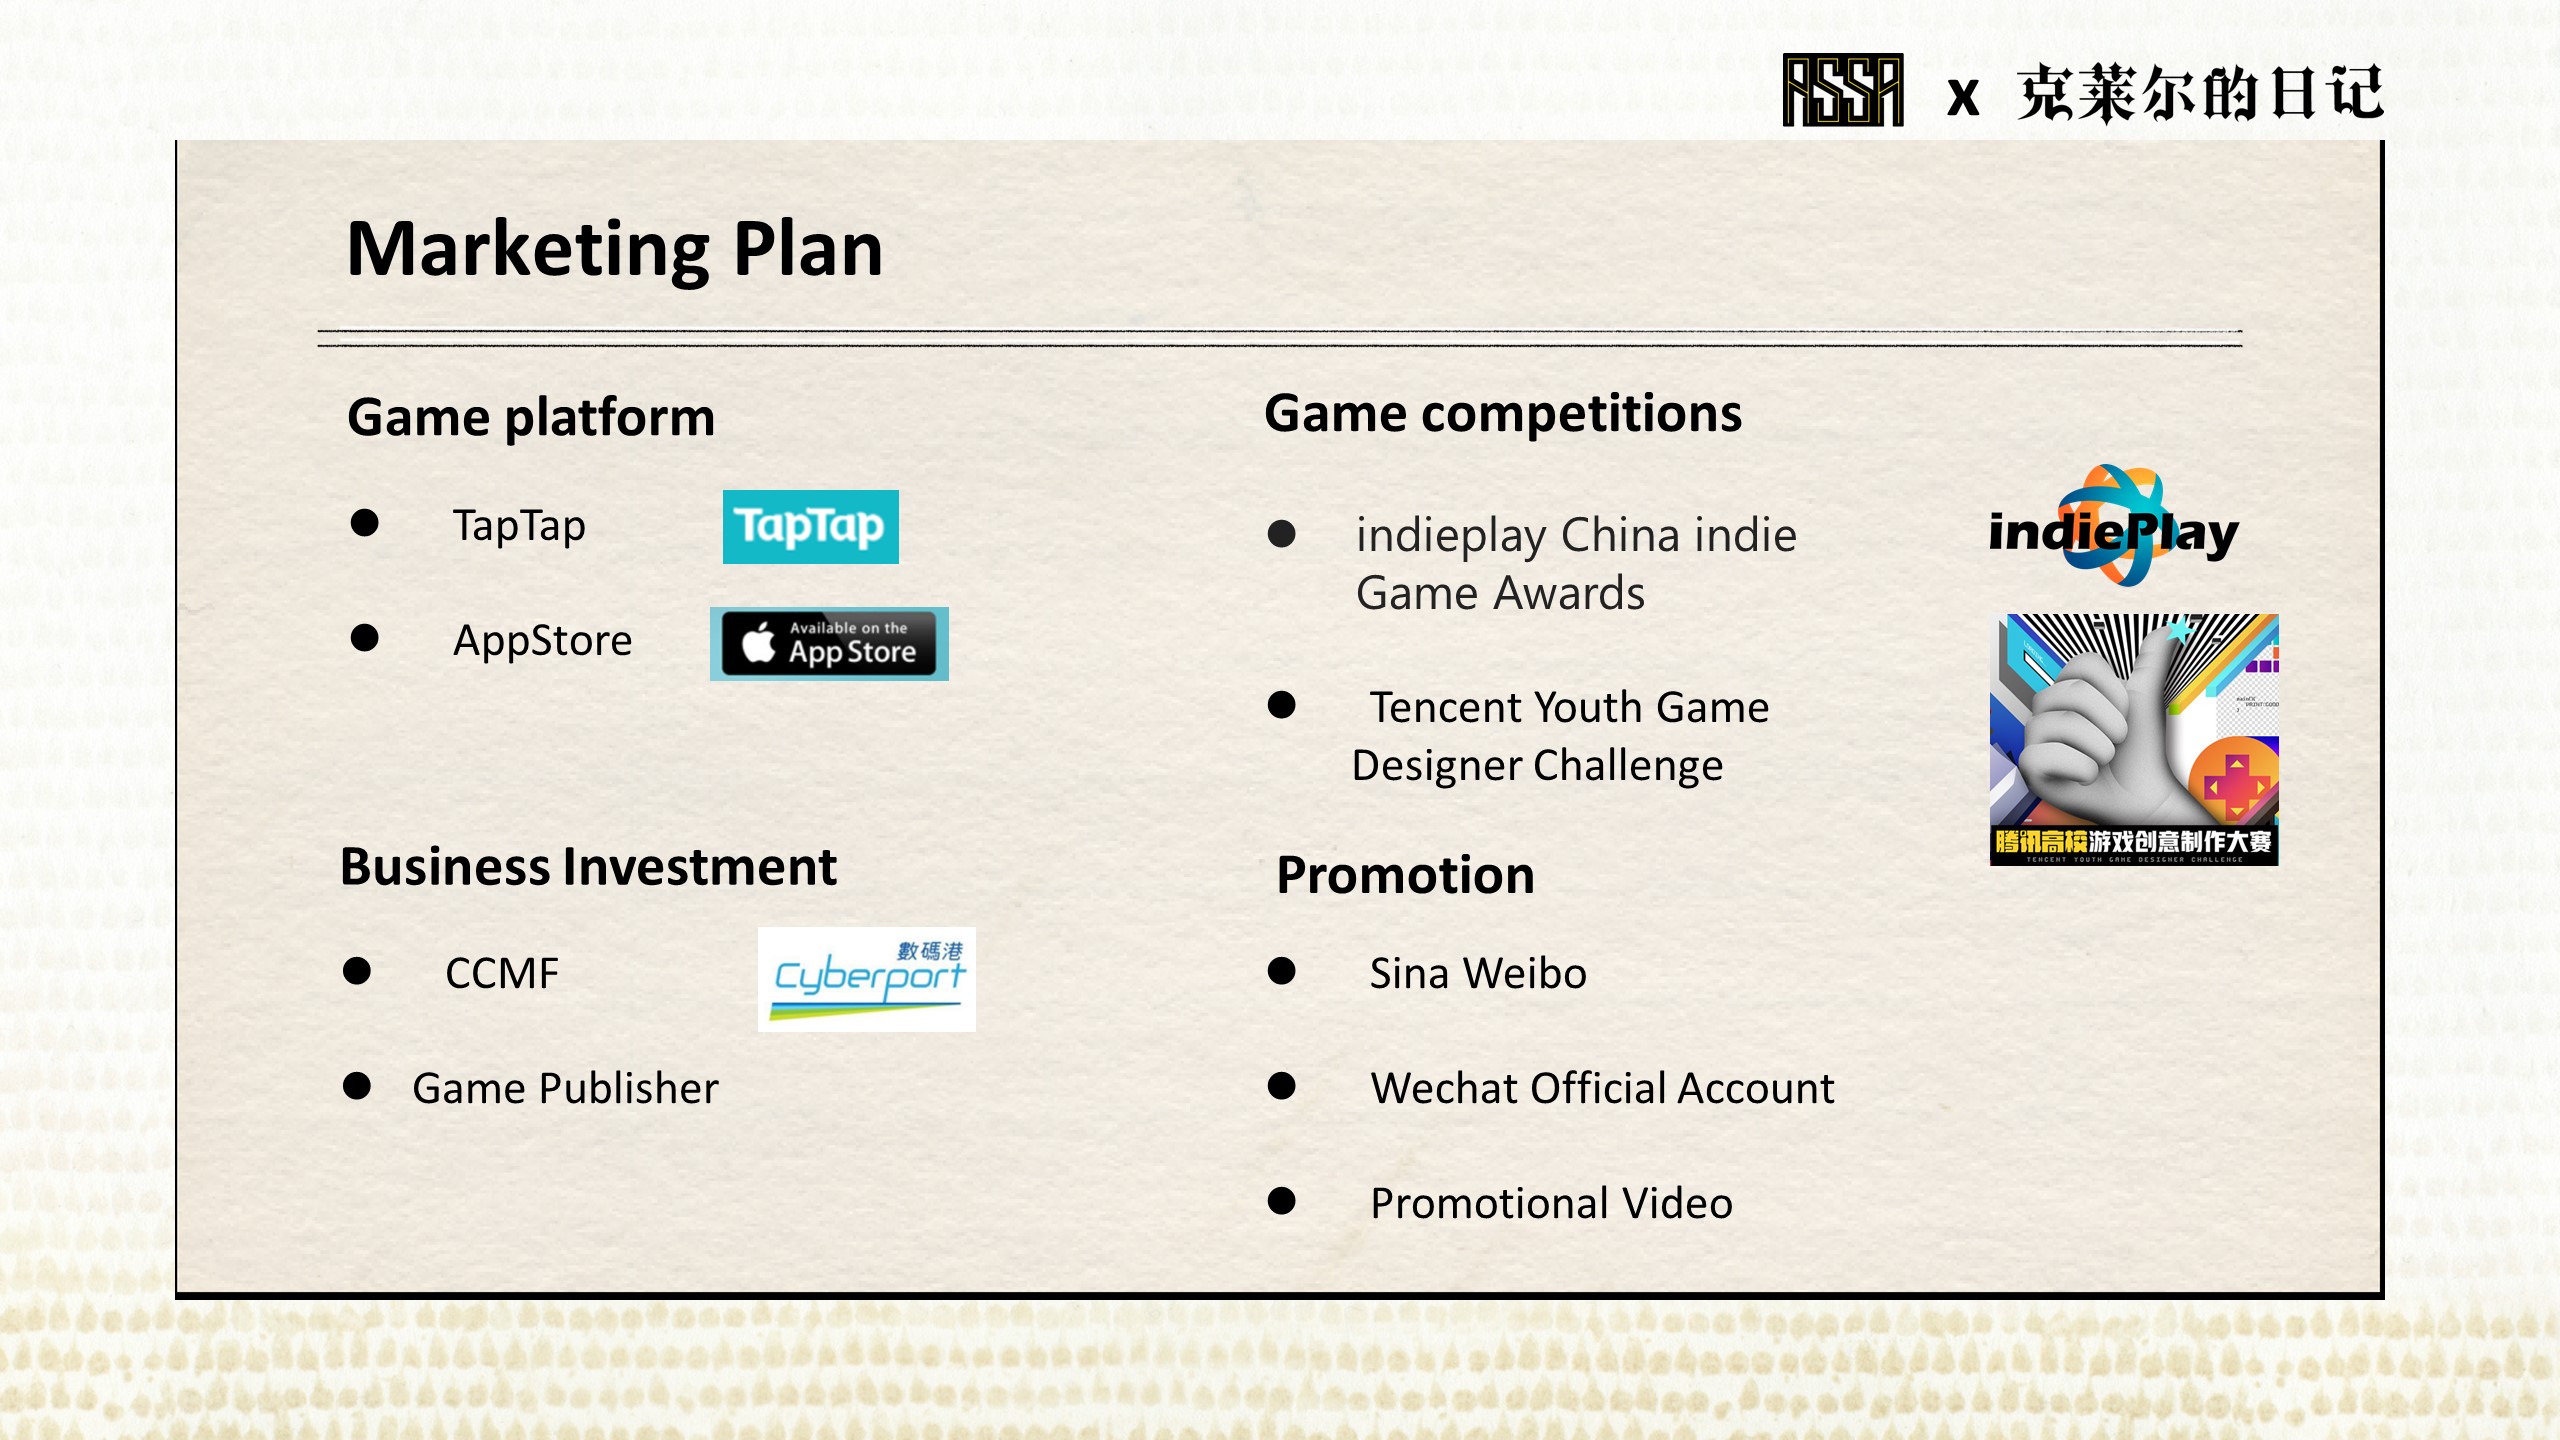 ASSA x 克莱尔的日记
Marketing Plan
Game platform
● TapTap
TapTap
● AppStore
Available on the
App Store
Business Investment
● CCMF
數碼港
Cyberport
● Game Publisher
Game competitions
● indieplay China indie
Game Awards
indiePlay
● Tencent Youth Game
Designer Challenge
腾讯高校游戏创意制作大赛
TENCENT YOUTH GAME DESIGNER CHALLENGE
Promotion
● Sina Weibo
● Wechat Official Account
● Promotional Video